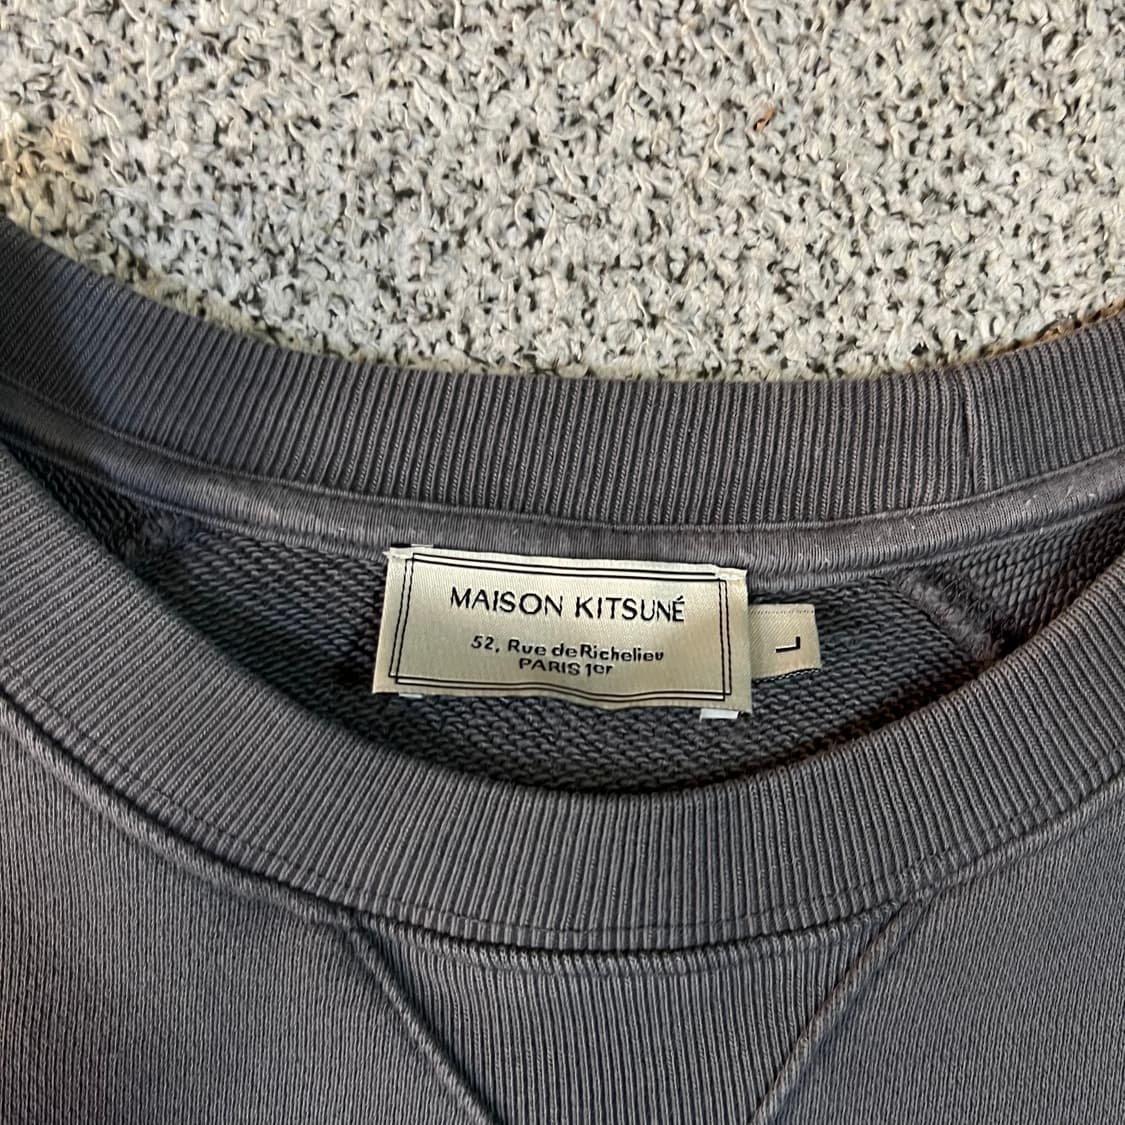 MAISON KITSUNÉ
52, Rue de Richelieu
PARIS 1er
L